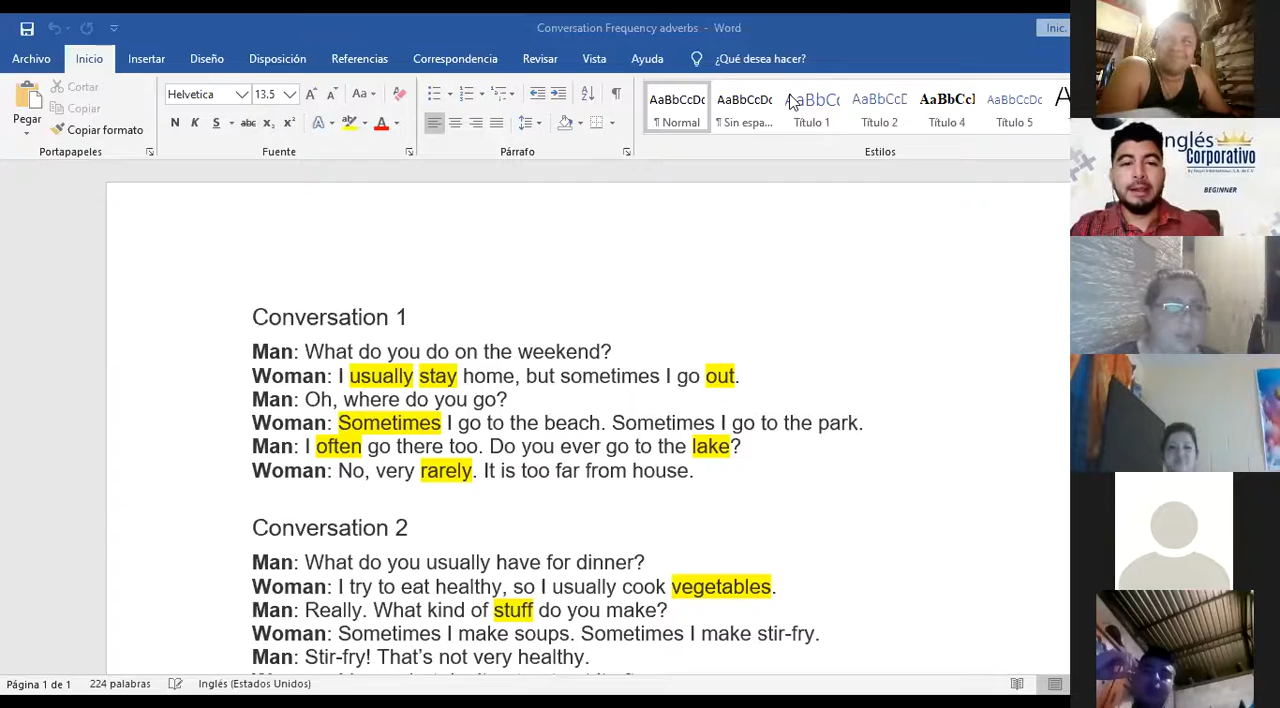 Conversation Frequency adverbs - Word
Inic.
Archivo Inicio Insertar Diseño Disposición Referencias Correspondencia Revisar Vista Ayuda ¿Qué desea hacer?
Pegar
Cortar
Copiar
Copiar formato
Portapapeles
Helvetica 13.5 Aa
N K S abc x₂ x² A A
Fuente
Párrafo
AaBbCcDc AaBbCcDc AaBbCc AaBbCcD AaBbCcI AaBbCcDc A
¶ Normal ¶ Sin espa... Título 1 Título 2 Título 4 Título 5
Estilos
Conversation 1
Man: What do you do on the weekend?
Woman: I usually stay home, but sometimes I go out.
Man: Oh, where do you go?
Woman: Sometimes I go to the beach. Sometimes I go to the park.
Man: I often go there too. Do you ever go to the lake?
Woman: No, very rarely. It is too far from house.
Conversation 2
Man: What do you usually have for dinner?
Woman: I try to eat healthy, so I usually cook vegetables.
Man: Really. What kind of stuff do you make?
Woman: Sometimes I make soups. Sometimes I make stir-fry.
Man: Stir-fry! That's not very healthy.
Página 1 de 1 224 palabras Inglés (Estados Unidos)
Inglés
Corporativo
BEGINNER